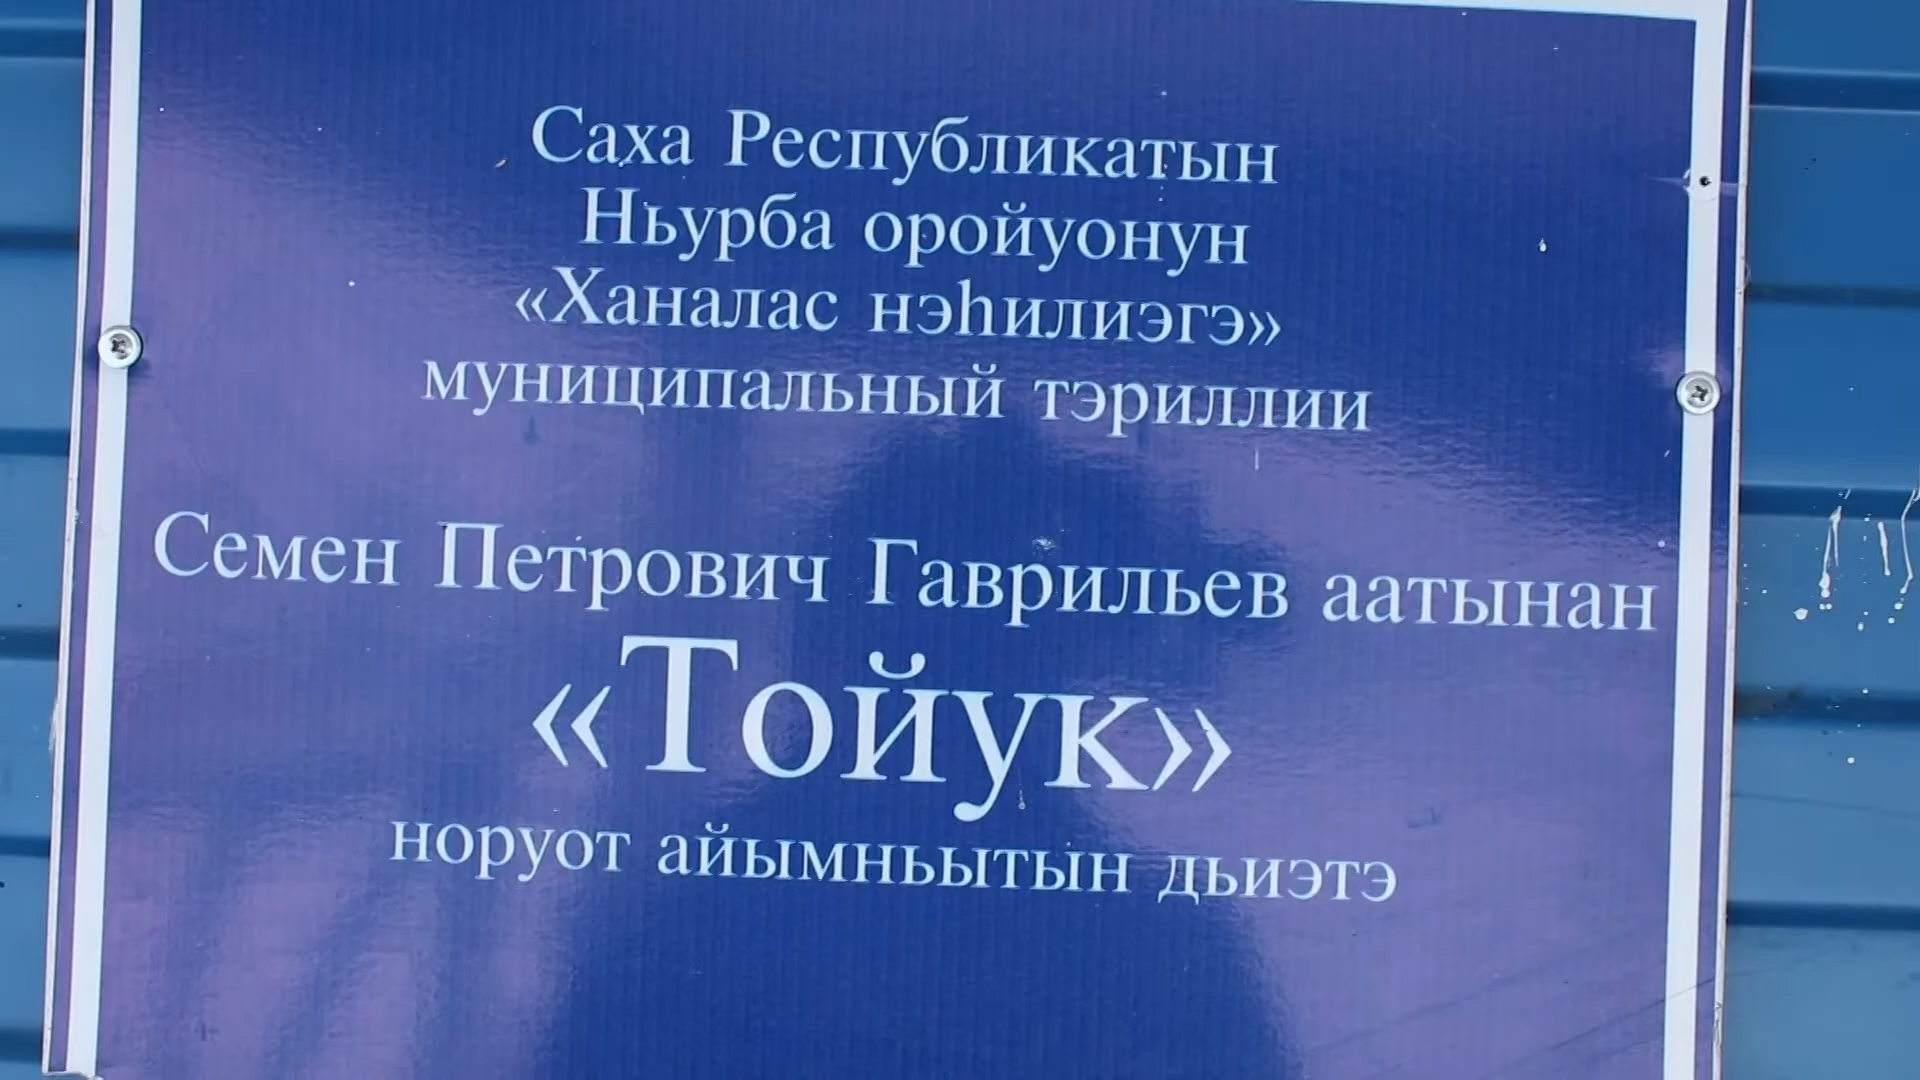 Саха Республикатын
Ньурба оройуонун
«Ханалас нэһилиэгэ»
муниципальный тэриллии
Семен Петрович Гаврильев аатынан
«Тойук»
норуот айымньытын дьиэтэ